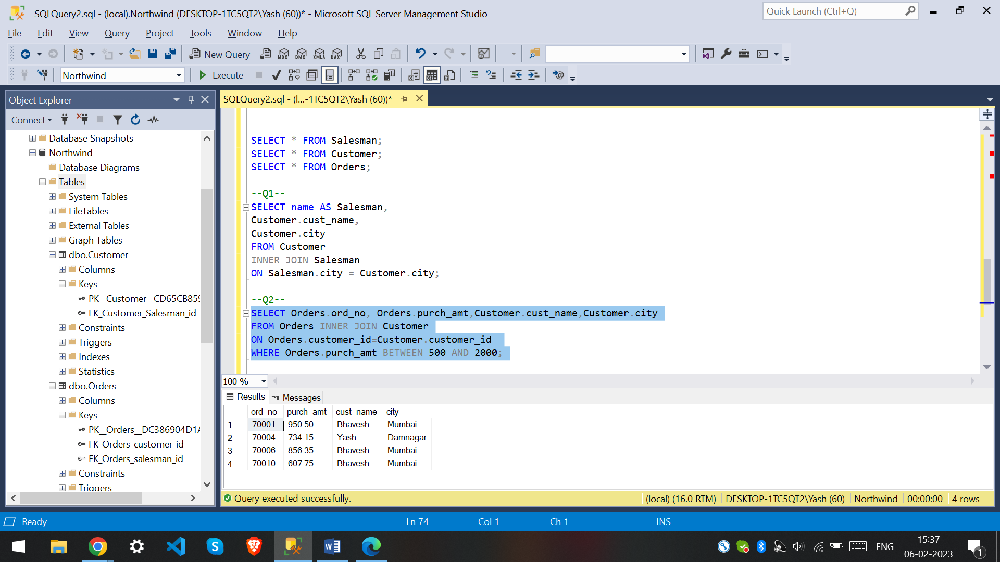 SQLQuery2.sql - (local).Northwind (DESKTOP-1TC5QT2\Yash (60))* - Microsoft SQL Server Management Studio
Quick Launch (Ctrl+Q)
File Edit View Query Project Tools Window Help
New Query MDX DMX XMLA DAX
Northwind Execute
Object Explorer
SQLQuery2.sql - (l...-1TC5QT2\Yash (60))*
Connect
Database Snapshots
Northwind
Database Diagrams
Tables
System Tables
FileTables
External Tables
Graph Tables
dbo.Customer
Columns
Keys
PK__Customer__CD65CB859
FK_Customer_Salesman_id
Constraints
Triggers
Indexes
Statistics
dbo.Orders
Columns
Keys
PK__Orders__DC386904D1A
FK_Orders_customer_id
FK_Orders_salesman_id
Constraints
Triggers
SELECT * FROM Salesman;
SELECT * FROM Customer;
SELECT * FROM Orders;
--Q1--
SELECT name AS Salesman,
Customer.cust_name,
Customer.city
FROM Customer
INNER JOIN Salesman
ON Salesman.city = Customer.city;
--Q2--
SELECT Orders.ord_no, Orders.purch_amt,Customer.cust_name,Customer.city
FROM Orders INNER JOIN Customer
ON Orders.customer_id=Customer.customer_id
WHERE Orders.purch_amt BETWEEN 500 AND 2000;
100 %
Results Messages
ord_no purch_amt cust_name city
1 70001 950.50 Bhavesh Mumbai
2 70004 734.15 Yash Damnagar
3 70006 856.35 Bhavesh Mumbai
4 70010 607.75 Bhavesh Mumbai
Query executed successfully. (local) (16.0 RTM) DESKTOP-1TC5QT2\Yash (60) Northwind 00:00:00 4 rows
Ready Ln 74 Col 1 Ch 1 INS
ENG
15:37
06-02-2023
1